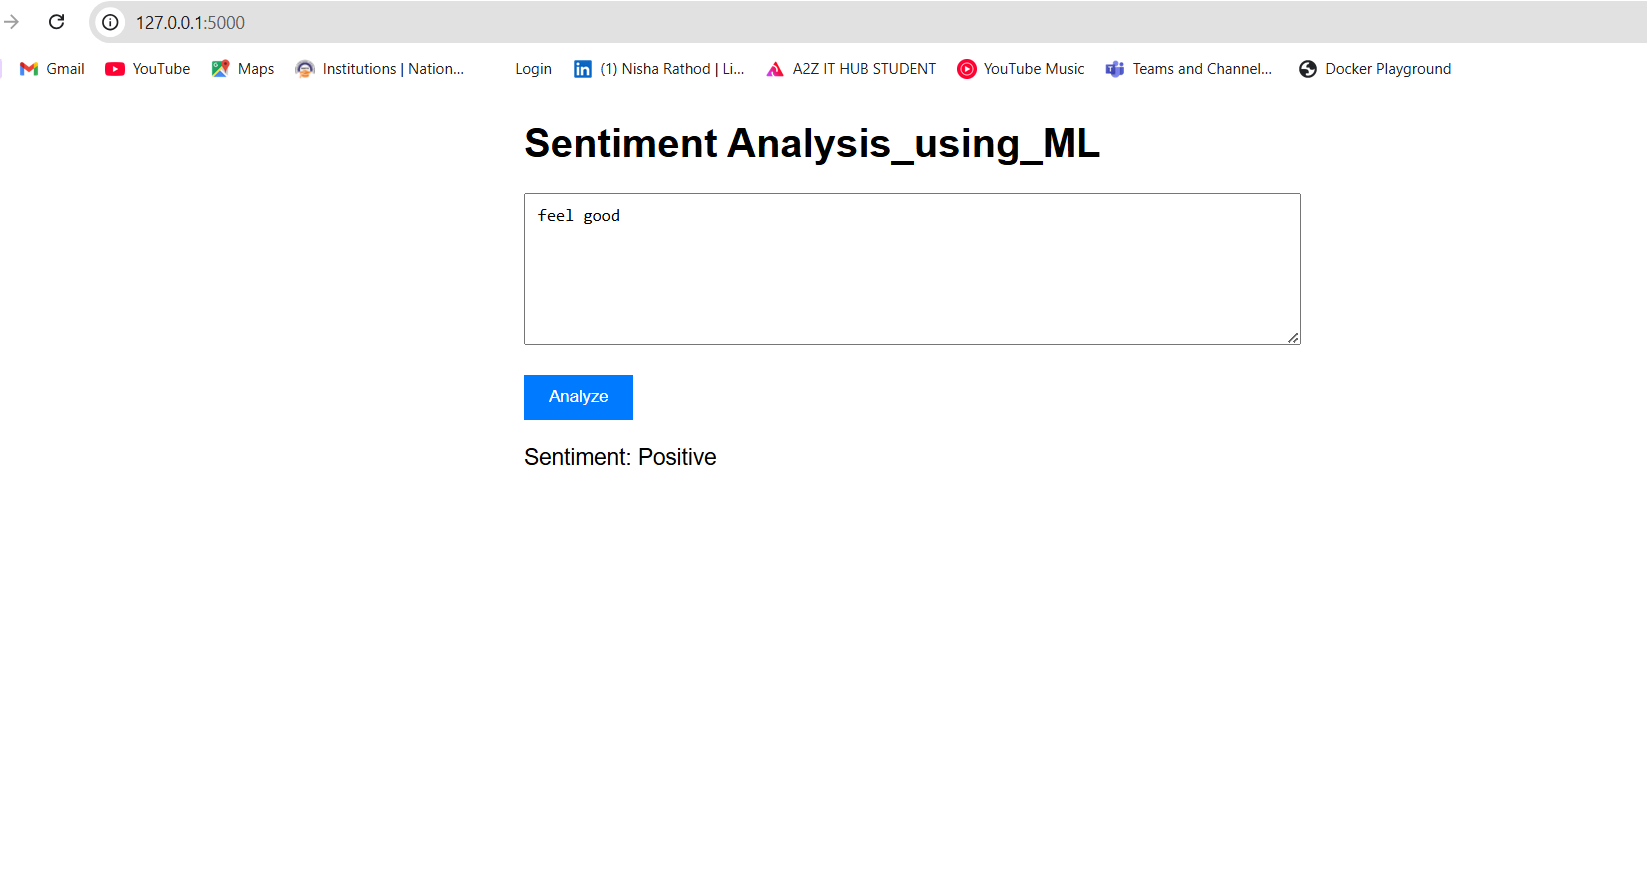 127.0.0.1:5000
Gmail YouTube Maps Institutions | Nation... Login (1) Nisha Rathod | Li... A2Z IT HUB STUDENT YouTube Music Teams and Channel... Docker Playground
Sentiment Analysis_using_ML
feel good
Analyze
Sentiment: Positive